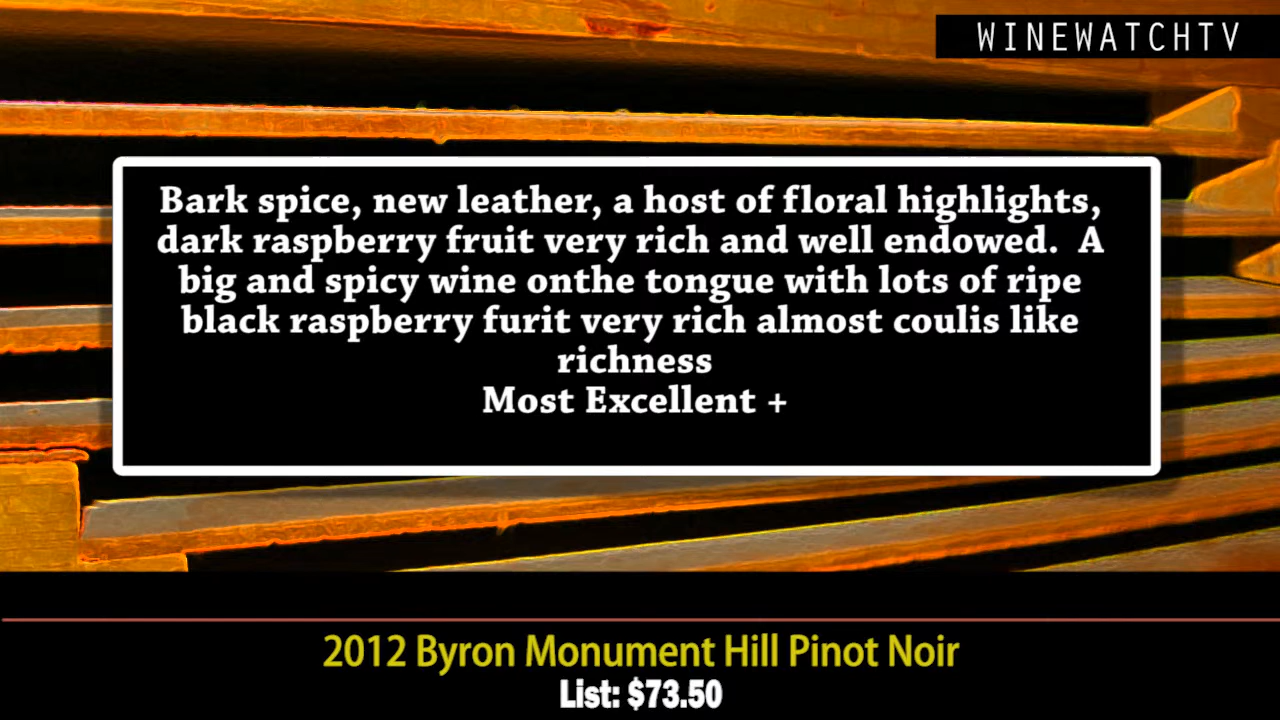 WINEWATCHTV
Bark spice, new leather, a host of floral highlights,
dark raspberry fruit very rich and well endowed.  A
big and spicy wine onthe tongue with lots of ripe
black raspberry furit very rich almost coulis like
richness
Most Excellent +
2012 Byron Monument Hill Pinot Noir
List: $73.50